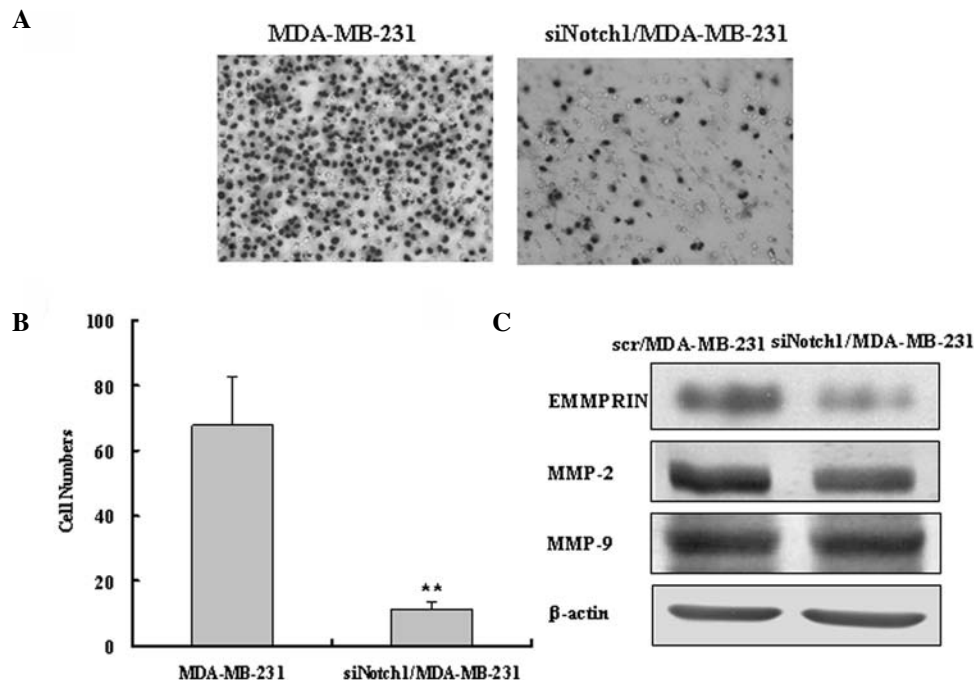 A
MDA-MB-231
siNotch1/MDA-MB-231
B
100
80
60
40
20
0
Cell Numbers
**
MDA-MB-231
siNotch1/MDA-MB-231
C
scr/MDA-MB-231 siNotch1/MDA-MB-231
EMMPRIN
MMP-2
MMP-9
β-actin